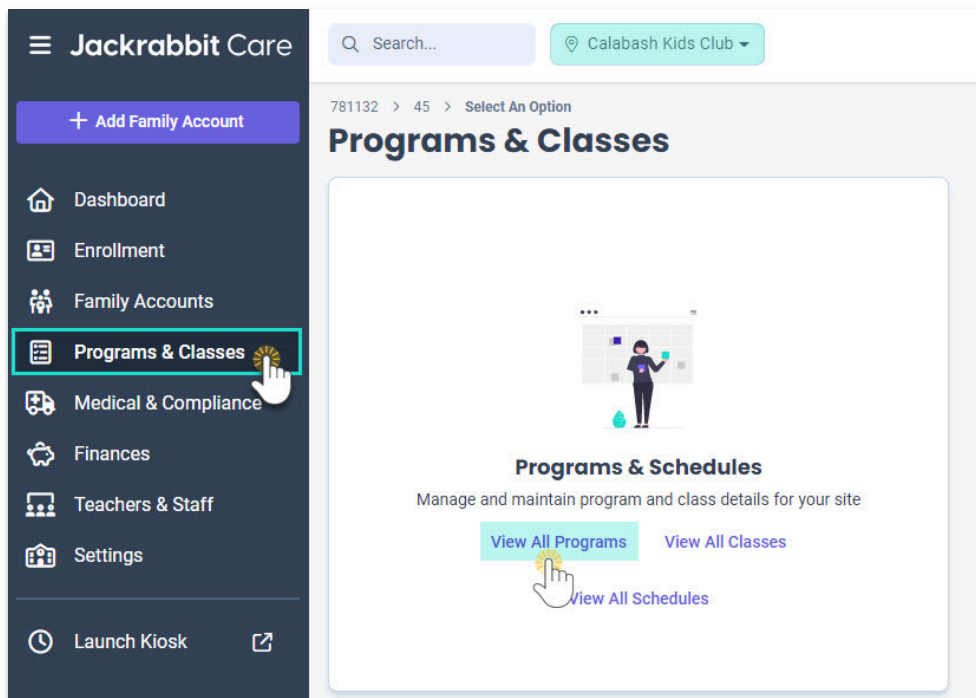 Jackrabbit Care
Search...
Calabash Kids Club
+ Add Family Account
781132 > 45 > Select An Option
Programs & Classes
Dashboard
Enrollment
Family Accounts
Programs & Classes
Medical & Compliance
Finances
Teachers & Staff
Settings
Launch Kiosk
Programs & Schedules
Manage and maintain program and class details for your site
View All Programs
View All Classes
View All Schedules